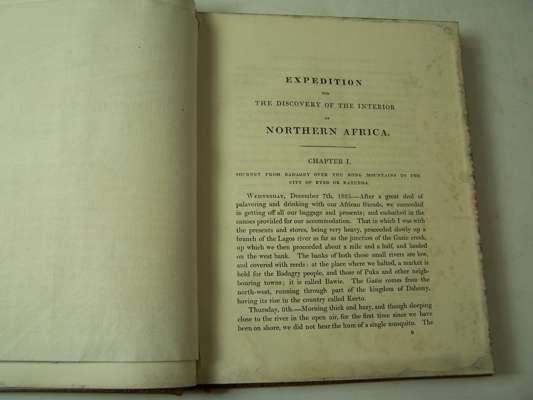 EXPEDITION
FOR
THE DISCOVERY OF THE INTERIOR
OF
NORTHERN AFRICA.
CHAPTER I.
JOURNEY FROM BADAGRY OVER THE KONG MOUNTAINS TO THE
CITY OF EYEO OR KATUNGA.
WEDNESDAY, December 7th, 1825.—After a great deal of
palavering and drinking with our African friends, we succeeded
in getting off all our baggage and presents; and embarked in the
canoes provided for our accommodation. That in which I was with
the presents and stores, being very heavy, proceeded slowly up a
branch of the Lagos river as far as the junction of the Gazie creek,
up which we then proceeded about a mile and a half, and landed
on the west bank. The banks of both these small rivers are low,
and covered with reeds: at the place where we halted, a market is
held for the Badagry people, and those of Puka and other neigh-
bouring towns; it is called Bawie. The Gazie comes from the
north-west, running through part of the kingdom of Dahomy,
having its rise in the country called Keeto.
Thursday, 8th.—Morning thick and hazy, and though sleeping
close to the river in the open air, for the first time since we have
been on shore, we did not hear the hum of a single musquito. The